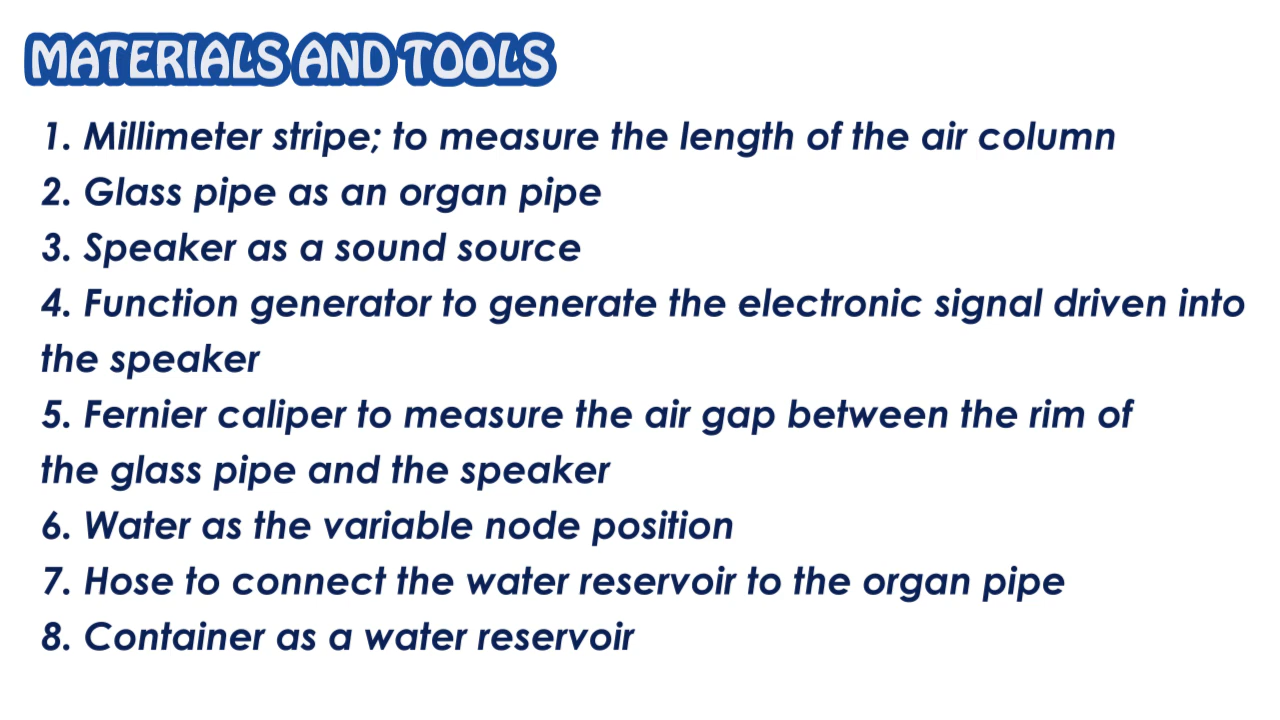 MATERIALS AND TOOLS
1. Millimeter stripe; to measure the length of the air column
2. Glass pipe as an organ pipe
3. Speaker as a sound source
4. Function generator to generate the electronic signal driven into
the speaker
5. Fernier caliper to measure the air gap between the rim of
the glass pipe and the speaker
6. Water as the variable node position
7. Hose to connect the water reservoir to the organ pipe
8. Container as a water reservoir